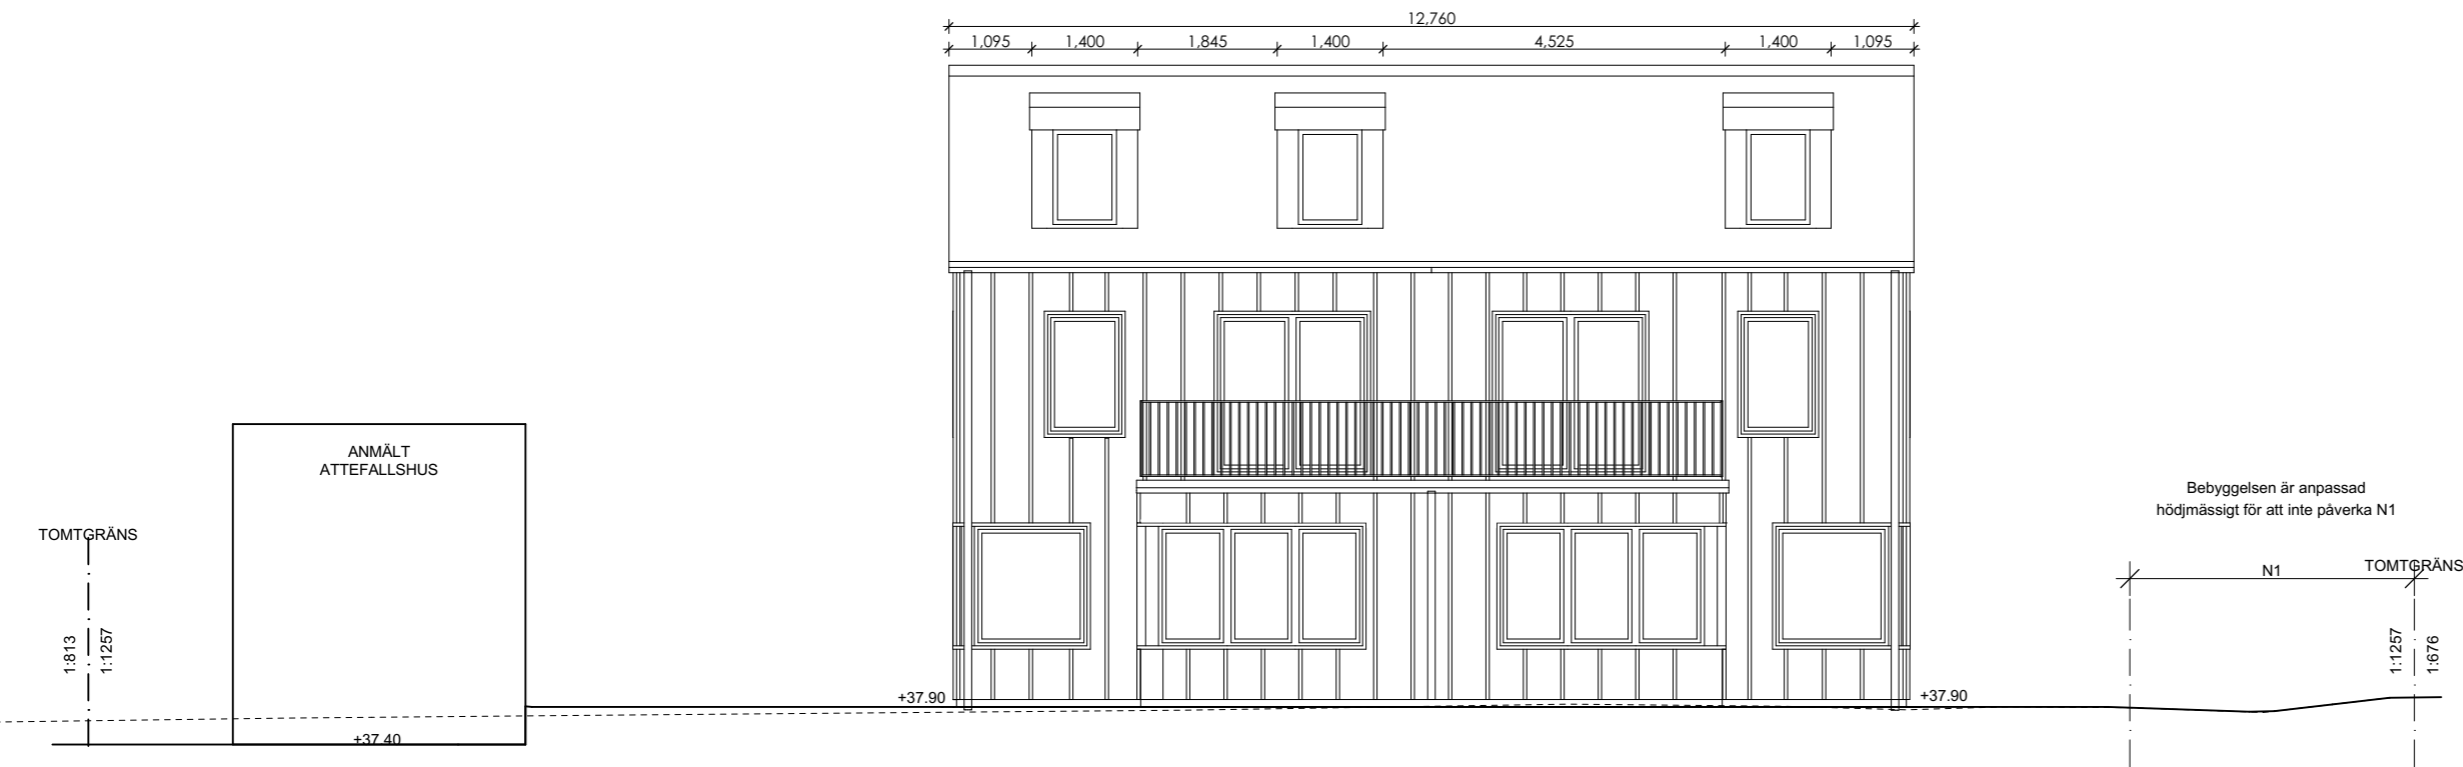 12,760
1,095 1,400 1,845 1,400 4,525 1,400 1,095
ANMÄLT
ATTEFALLSHUS
TOMTGRÄNS
1:813
1:1257
+37.40
+37.90
+37.90
Bebyggelsen är anpassad
hödjmässigt för att inte påverka N1
N1
TOMTGRÄNS
1:1257
1:676